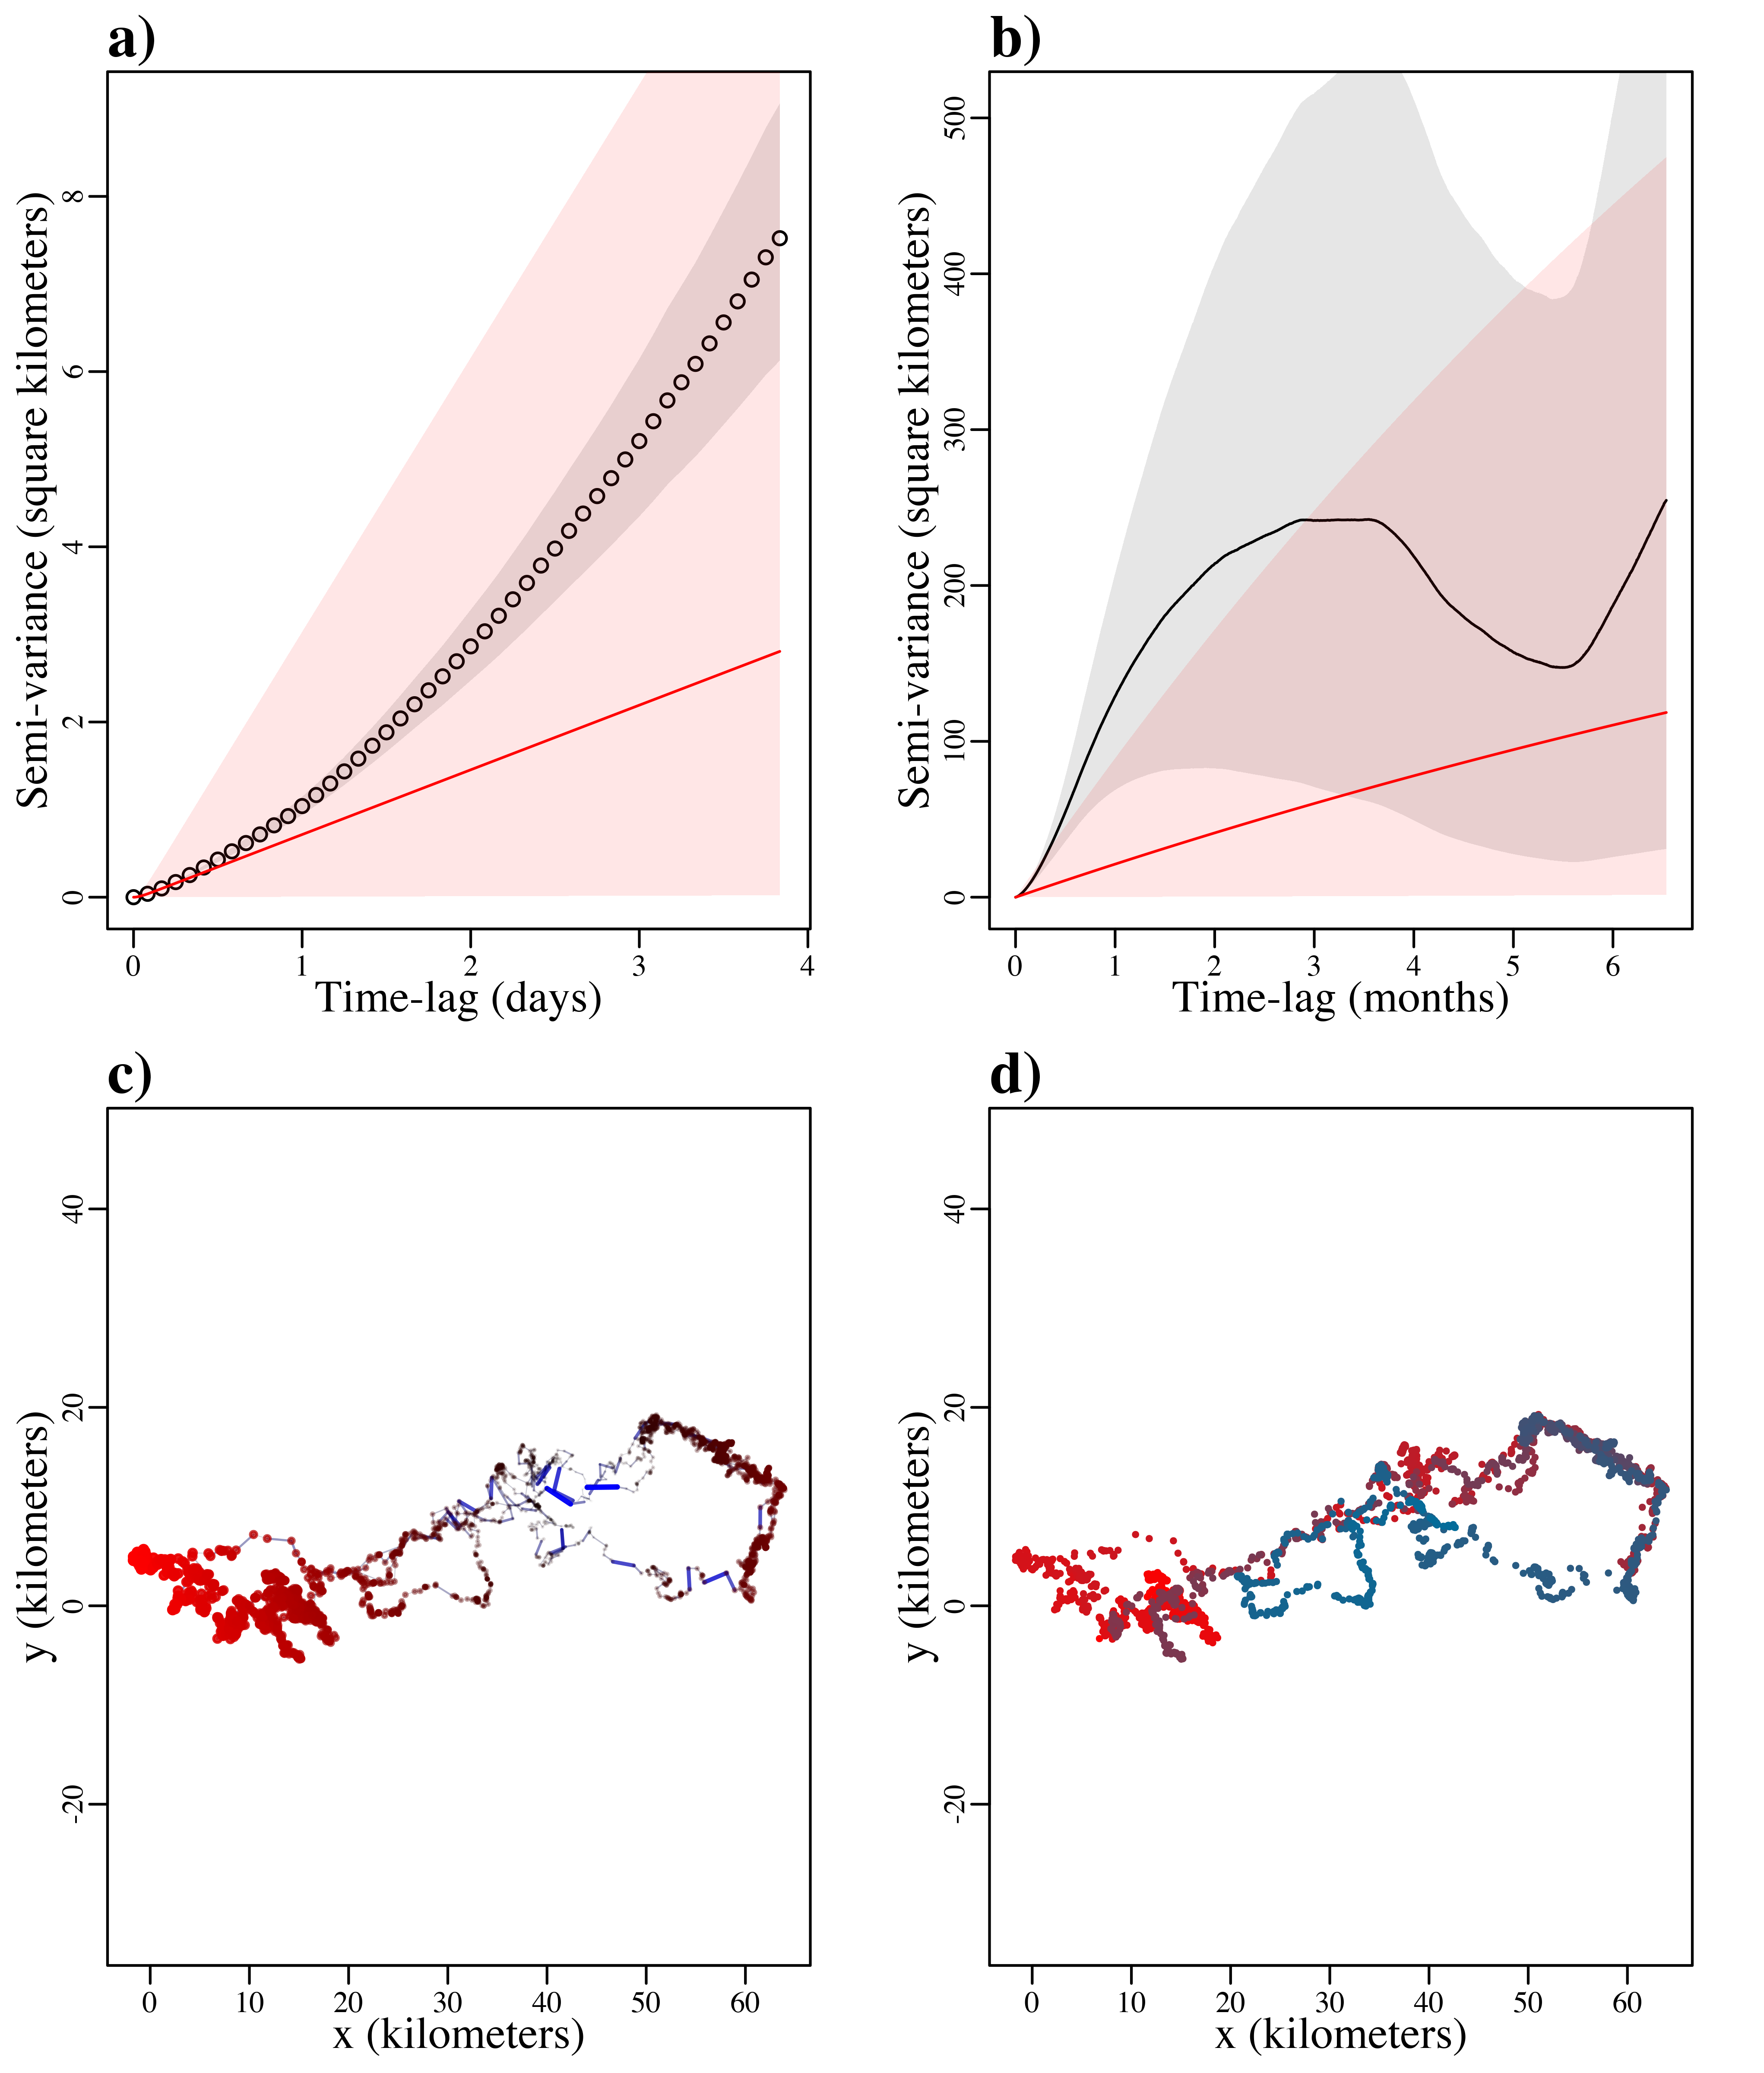 a)
Semi-variance (square kilometers)
0 2 4 6 8
0 1 2 3 4
Time-lag (days)
b)
Semi-variance (square kilometers)
0 100 200 300 400 500
0 1 2 3 4 5 6
Time-lag (months)
c)
y (kilometers)
-20 0 20 40
0 10 20 30 40 50 60
x (kilometers)
d)
y (kilometers)
-20 0 20 40
0 10 20 30 40 50 60
x (kilometers)